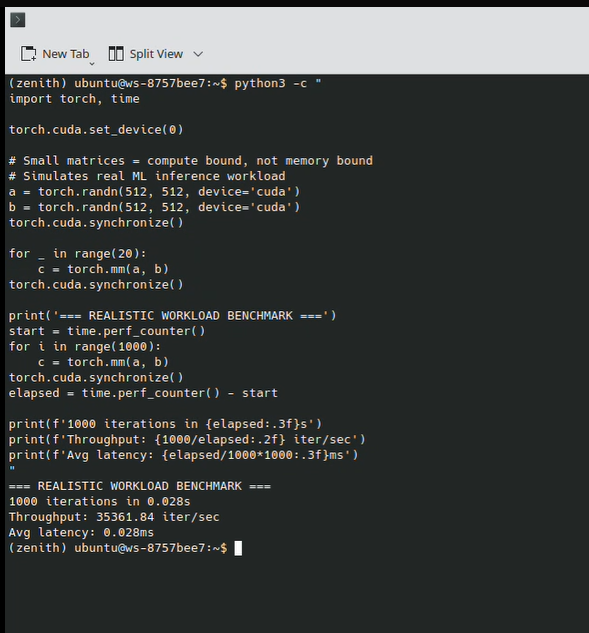 New Tab Split View
(zenith) ubuntu@ws-8757bee7:~$ python3 -c "
import torch, time
torch.cuda.set_device(0)
# Small matrices = compute bound, not memory bound
# Simulates real ML inference workload
a = torch.randn(512, 512, device='cuda')
b = torch.randn(512, 512, device='cuda')
torch.cuda.synchronize()
for _ in range(20):
    c = torch.mm(a, b)
torch.cuda.synchronize()
print('=== REALISTIC WORKLOAD BENCHMARK ===')
start = time.perf_counter()
for i in range(1000):
    c = torch.mm(a, b)
torch.cuda.synchronize()
elapsed = time.perf_counter() - start
print(f'1000 iterations in {elapsed:.3f}s')
print(f'Throughput: {1000/elapsed:.2f} iter/sec')
print(f'Avg latency: {elapsed/1000*1000:.3f}ms')
"
=== REALISTIC WORKLOAD BENCHMARK ===
1000 iterations in 0.028s
Throughput: 35361.84 iter/sec
Avg latency: 0.028ms
(zenith) ubuntu@ws-8757bee7:~$